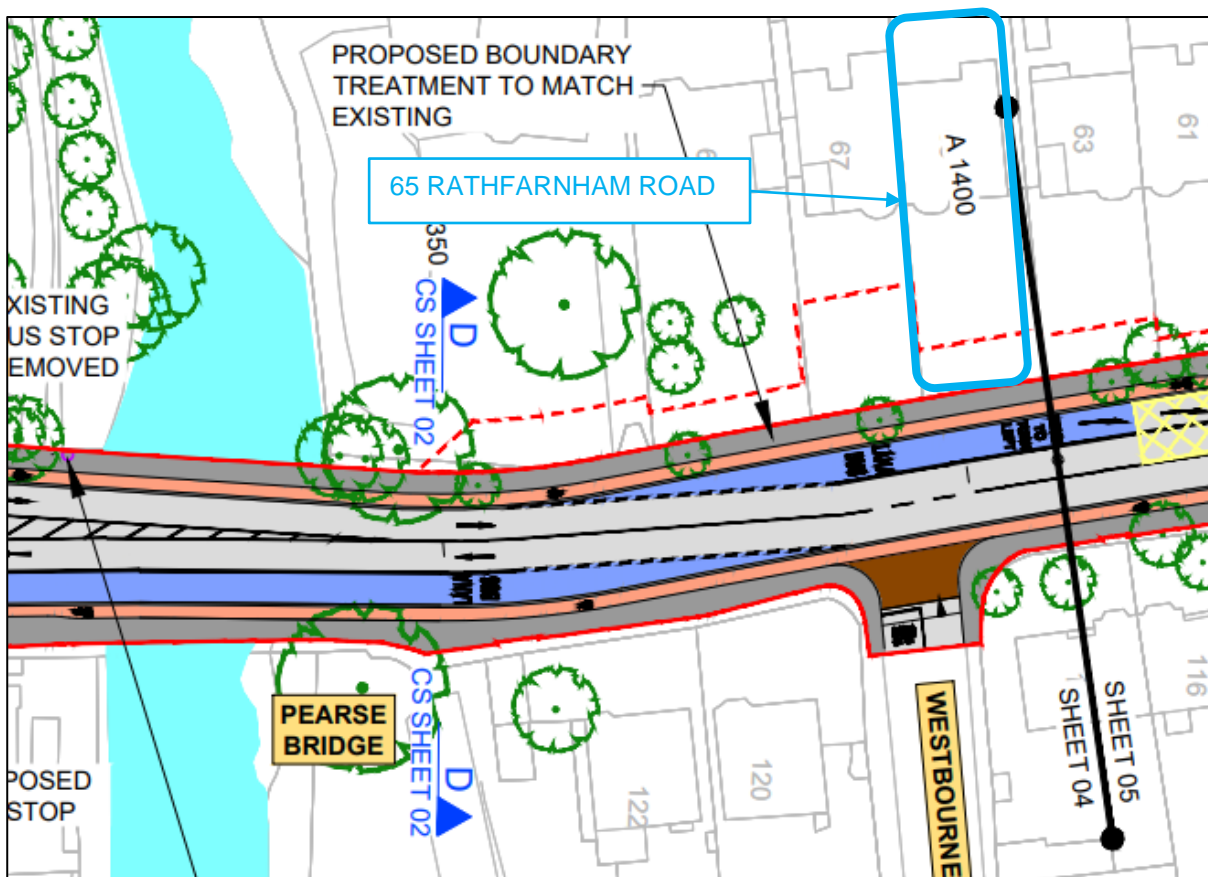 PROPOSED BOUNDARY
TREATMENT TO MATCH
EXISTING
65 RATHFARNHAM ROAD
67
A 1400
63
61
350
D
CS SHEET 02
XISTING
US STOP
EMOVED
PEARSE
BRIDGE
CS SHEET 02
D
POSED
STOP
122
120
WESTBOURNE
SHEET 05
SHEET 04
116